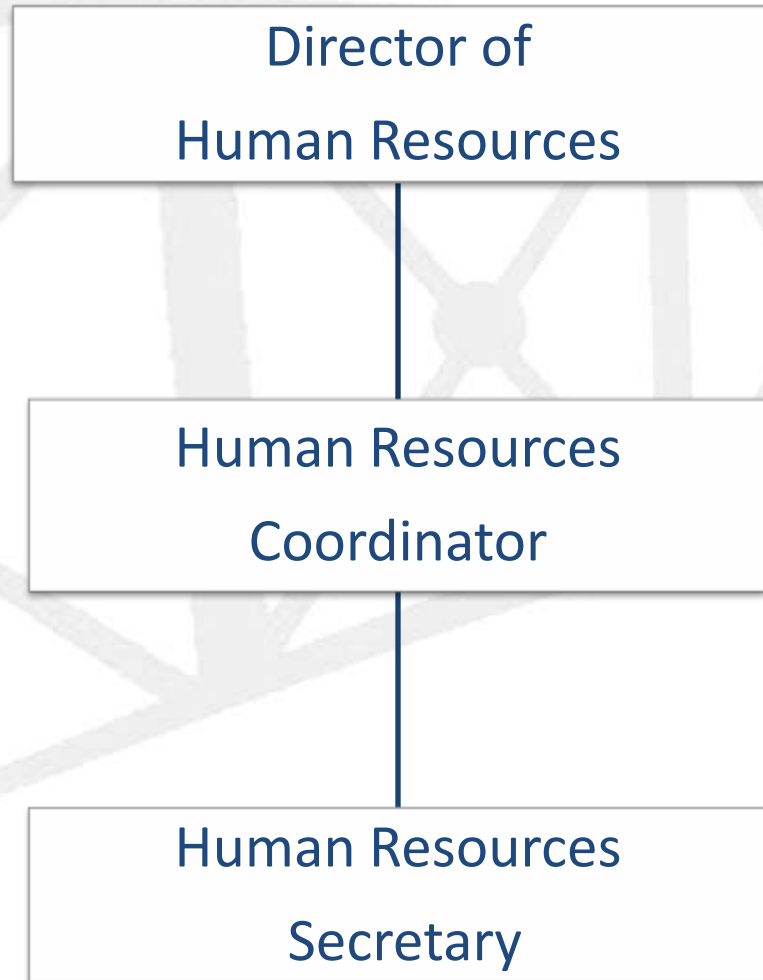 Director of
Human Resources
Human Resources
Coordinator
Human Resources
Secretary